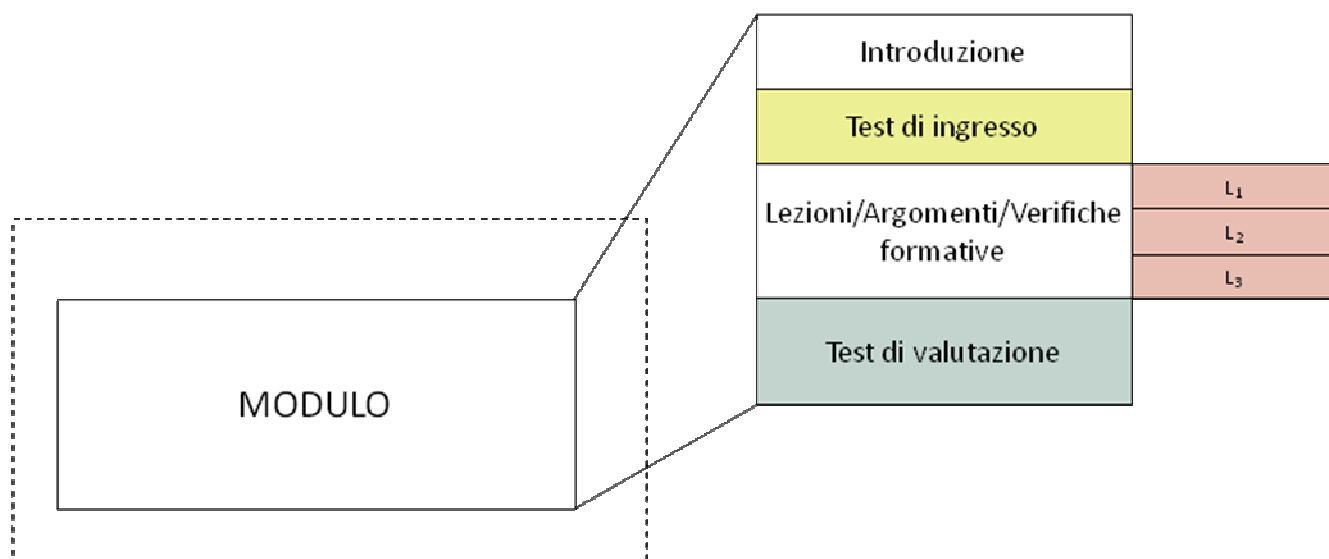 Introduzione
Test di ingresso
Lezioni/Argomenti/Verifiche
formative
L₁
L₂
L₃
Test di valutazione
MODULO